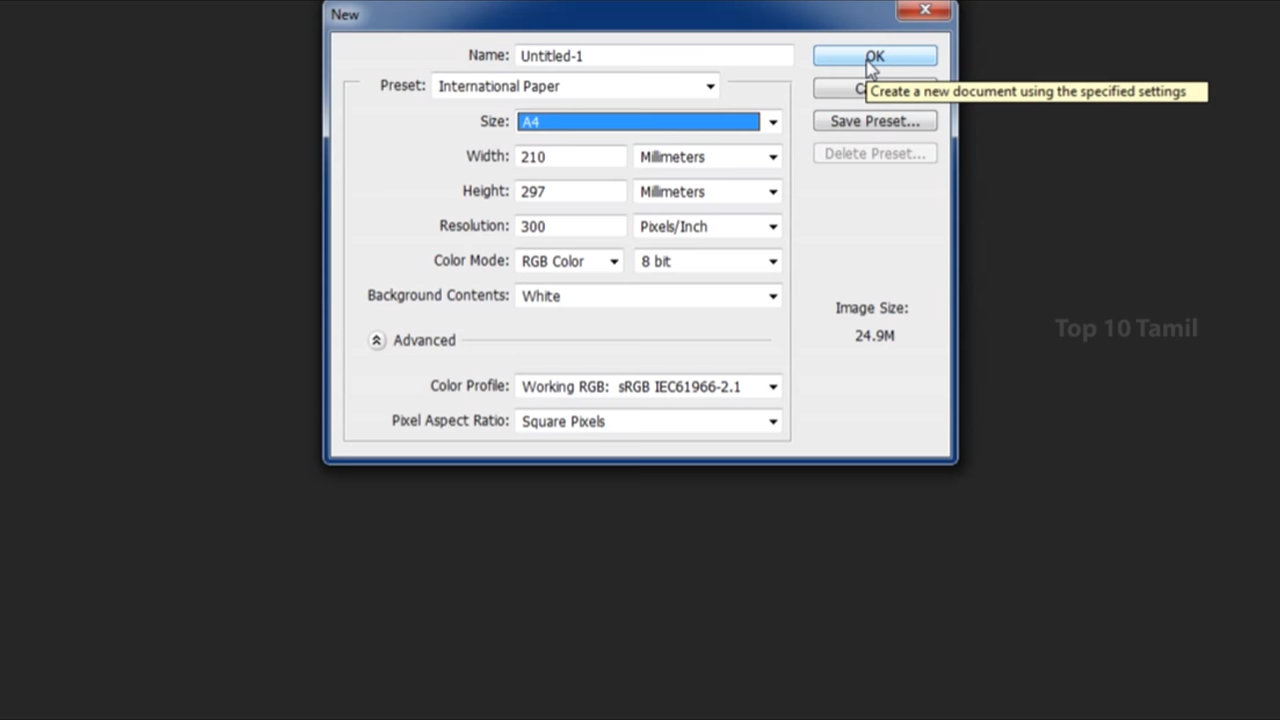 New
Name: Untitled-1
OK
Preset: International Paper
Create a new document using the specified settings
Size: A4
Save Preset...
Width: 210 Millimeters
Delete Preset...
Height: 297 Millimeters
Resolution: 300 Pixels/Inch
Color Mode: RGB Color 8 bit
Background Contents: White
Image Size:
24.9M
Top 10 Tamil
Advanced
Color Profile: Working RGB: sRGB IEC61966-2.1
Pixel Aspect Ratio: Square Pixels